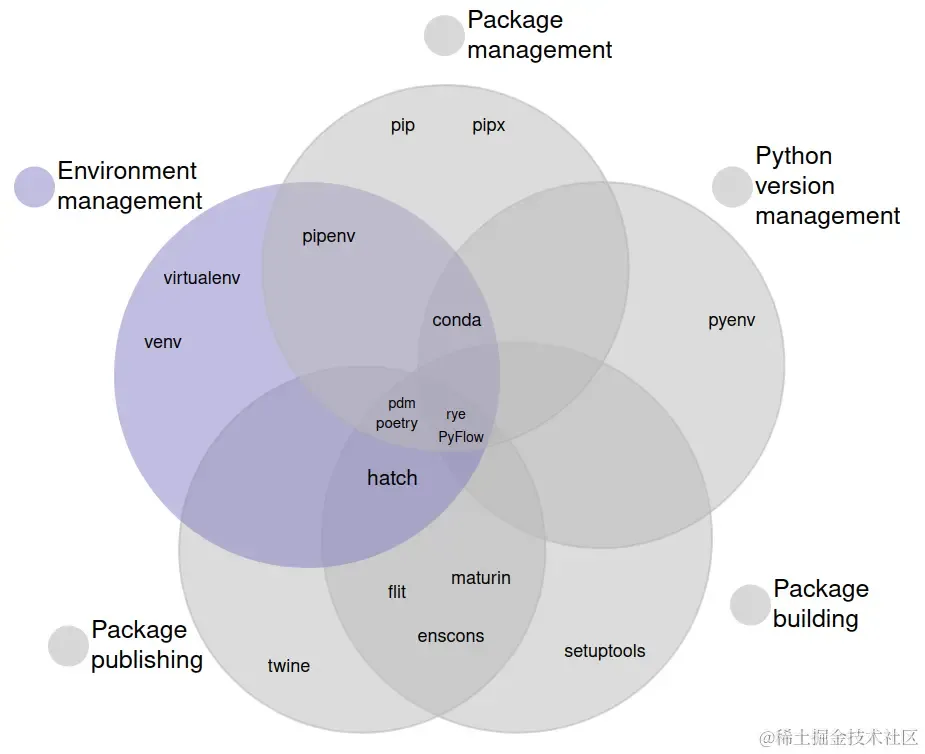 Package
management
pip
pipx
Python
version
management
Environment
management
pipenv
virtualenv
venv
conda
pyenv
pdm
poetry
rye
PyFlow
hatch
flit
maturin
enscons
Package
building
Package
publishing
twine
setuptools
@稀土掘金技术社区